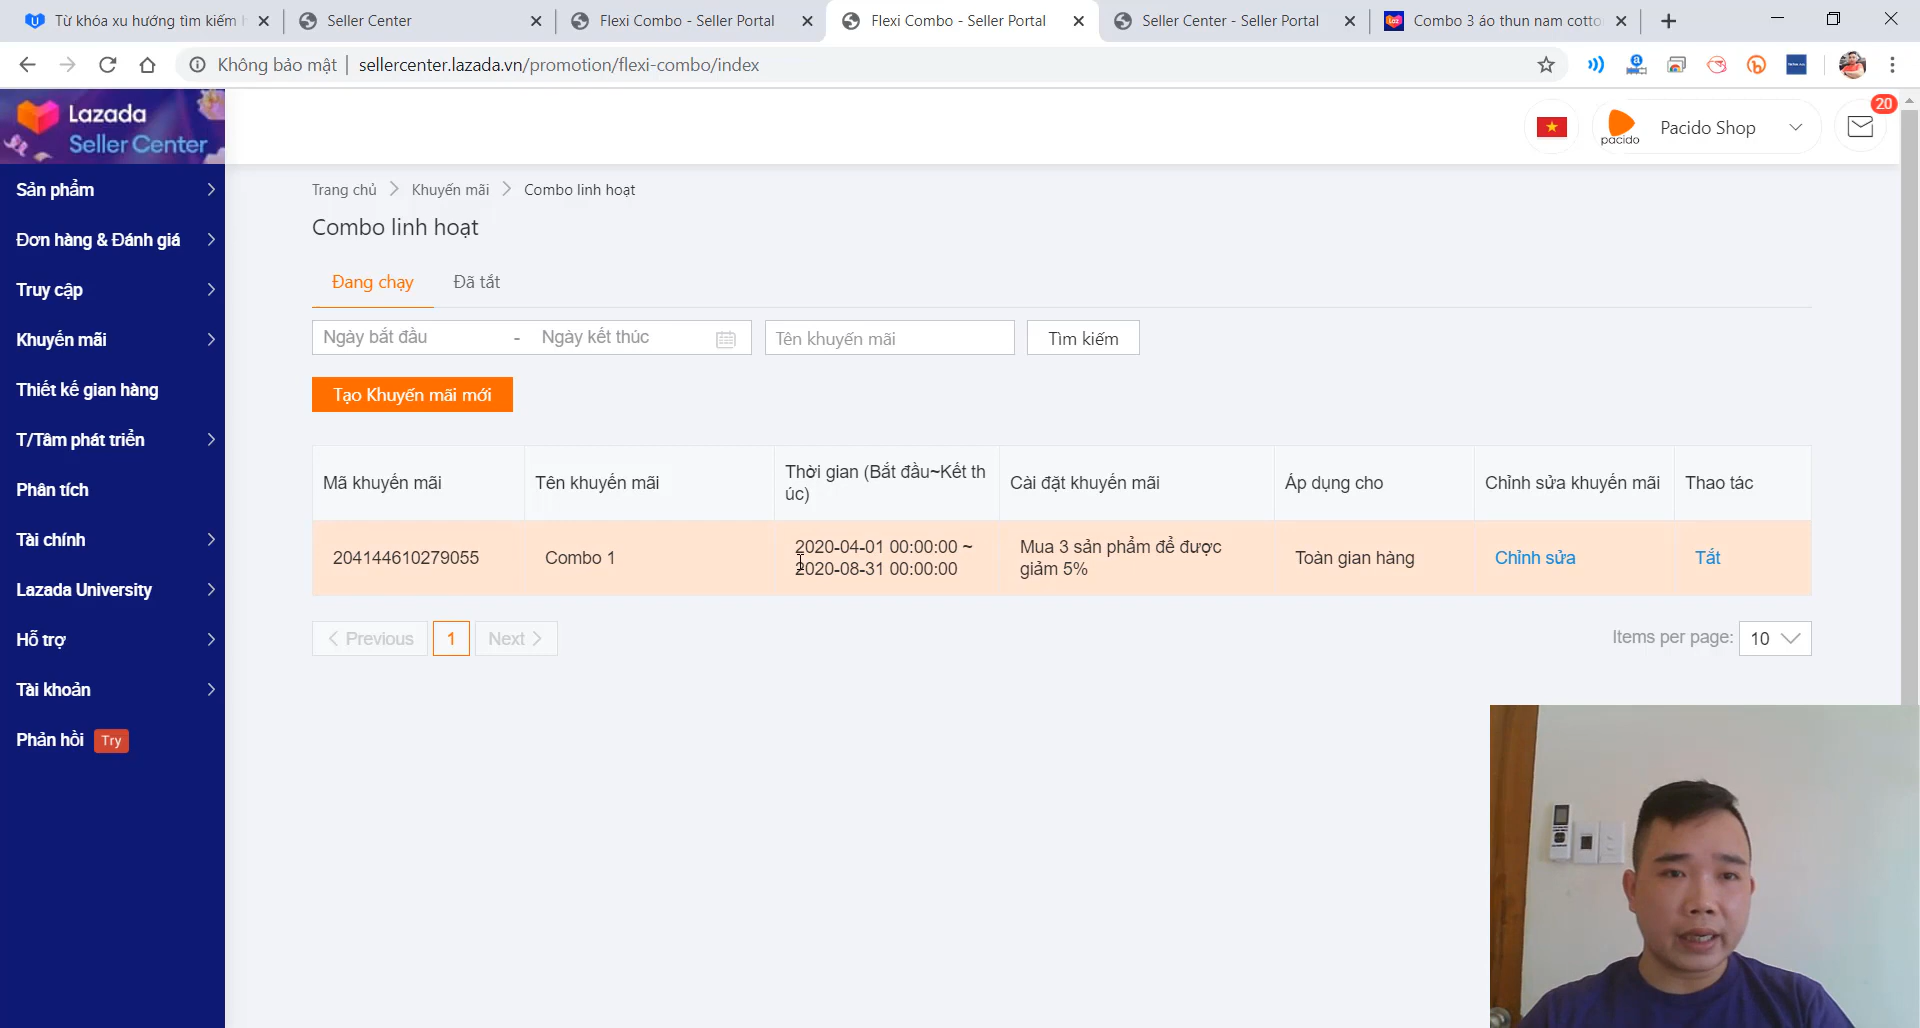 Từ khóa xu hướng tìm kiếm
Seller Center
Flexi Combo - Seller Portal
Flexi Combo - Seller Portal
Seller Center - Seller Portal
Combo 3 áo thun nam cotto
Không bảo mật
sellercenter.lazada.vn/promotion/flexi-combo/index
Lazada
Seller Center
20
pacido
Pacido Shop
Sản phẩm
Đơn hàng & Đánh giá
Truy cập
Khuyến mãi
Thiết kế gian hàng
T/Tâm phát triển
Phân tích
Tài chính
Lazada University
Hỗ trợ
Tài khoản
Phản hồi Try
Trang chủ > Khuyến mãi > Combo linh hoạt
Combo linh hoạt
Đang chạy
Đã tắt
Ngày bắt đầu - Ngày kết thúc
Tên khuyến mãi
Tìm kiếm
Tạo Khuyến mãi mới
Mã khuyến mãi
Tên khuyến mãi
Thời gian (Bắt đầu~Kết th
úc)
Cài đặt khuyến mãi
Áp dụng cho
Chỉnh sửa khuyến mãi
Thao tác
204144610279055
Combo 1
2020-04-01 00:00:00 ~
2020-08-31 00:00:00
Mua 3 sản phẩm để được
giảm 5%
Toàn gian hàng
Chỉnh sửa
Tắt
< Previous
1
Next >
Items per page: 10